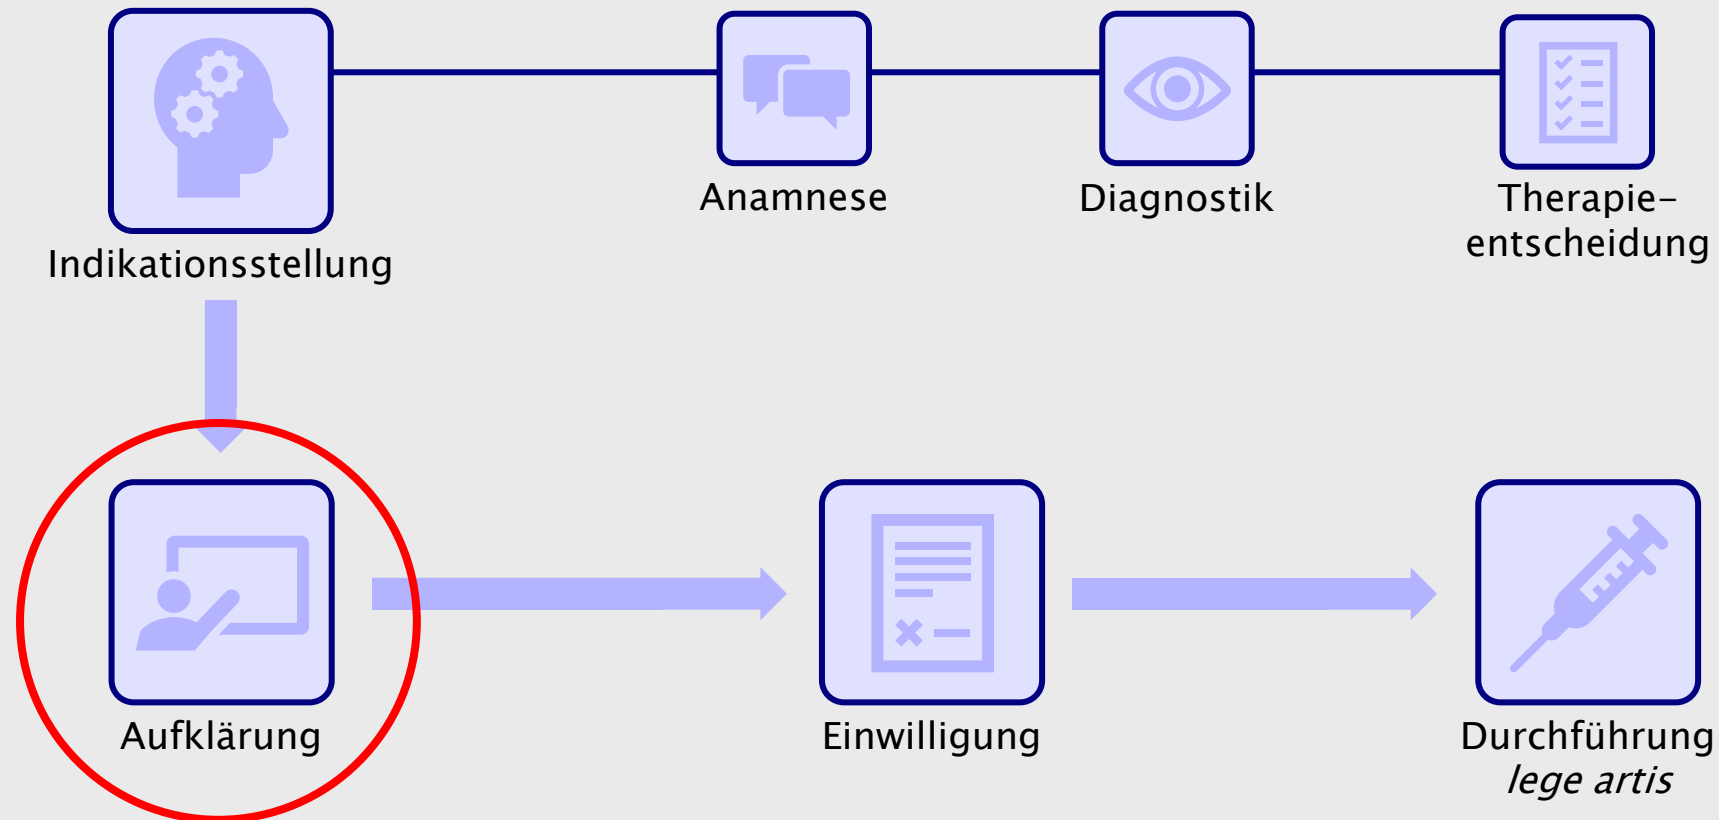 Anamnese
Diagnostik
Therapie-
entscheidung
Indikationsstellung
Aufklärung
Einwilligung
Durchführung
lege artis